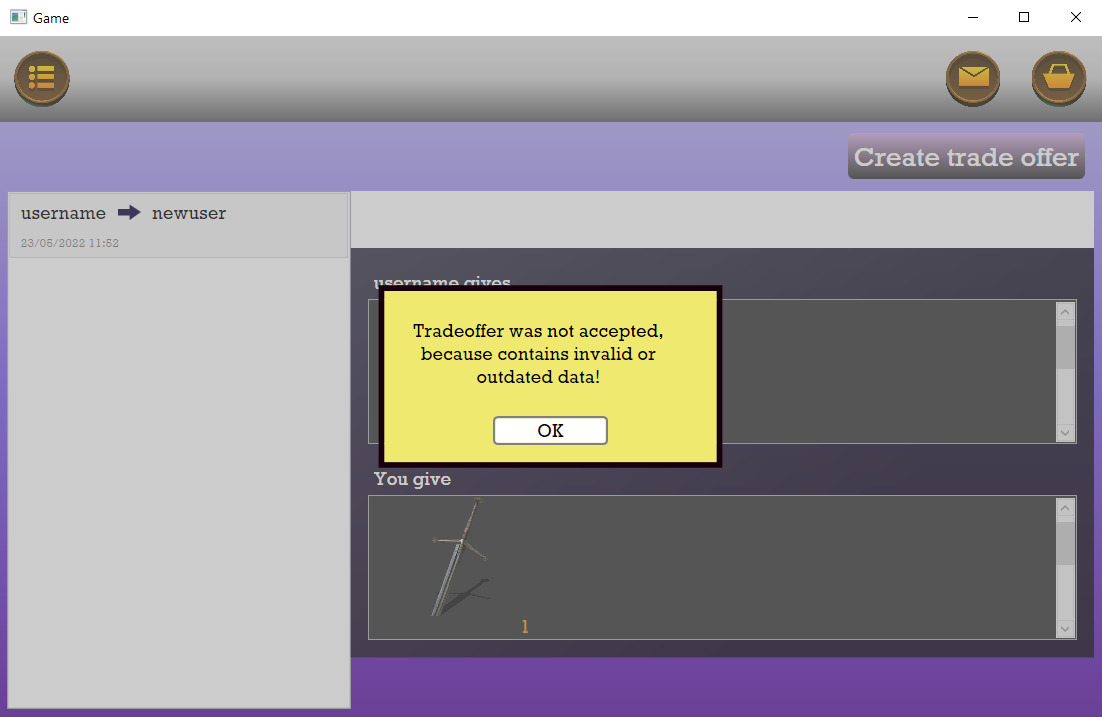 Game
Create trade offer
username newuser
23/05/2022 11:52
username gives
Tradeoffer was not accepted,
because contains invalid or
outdated data!
OK
You give
1